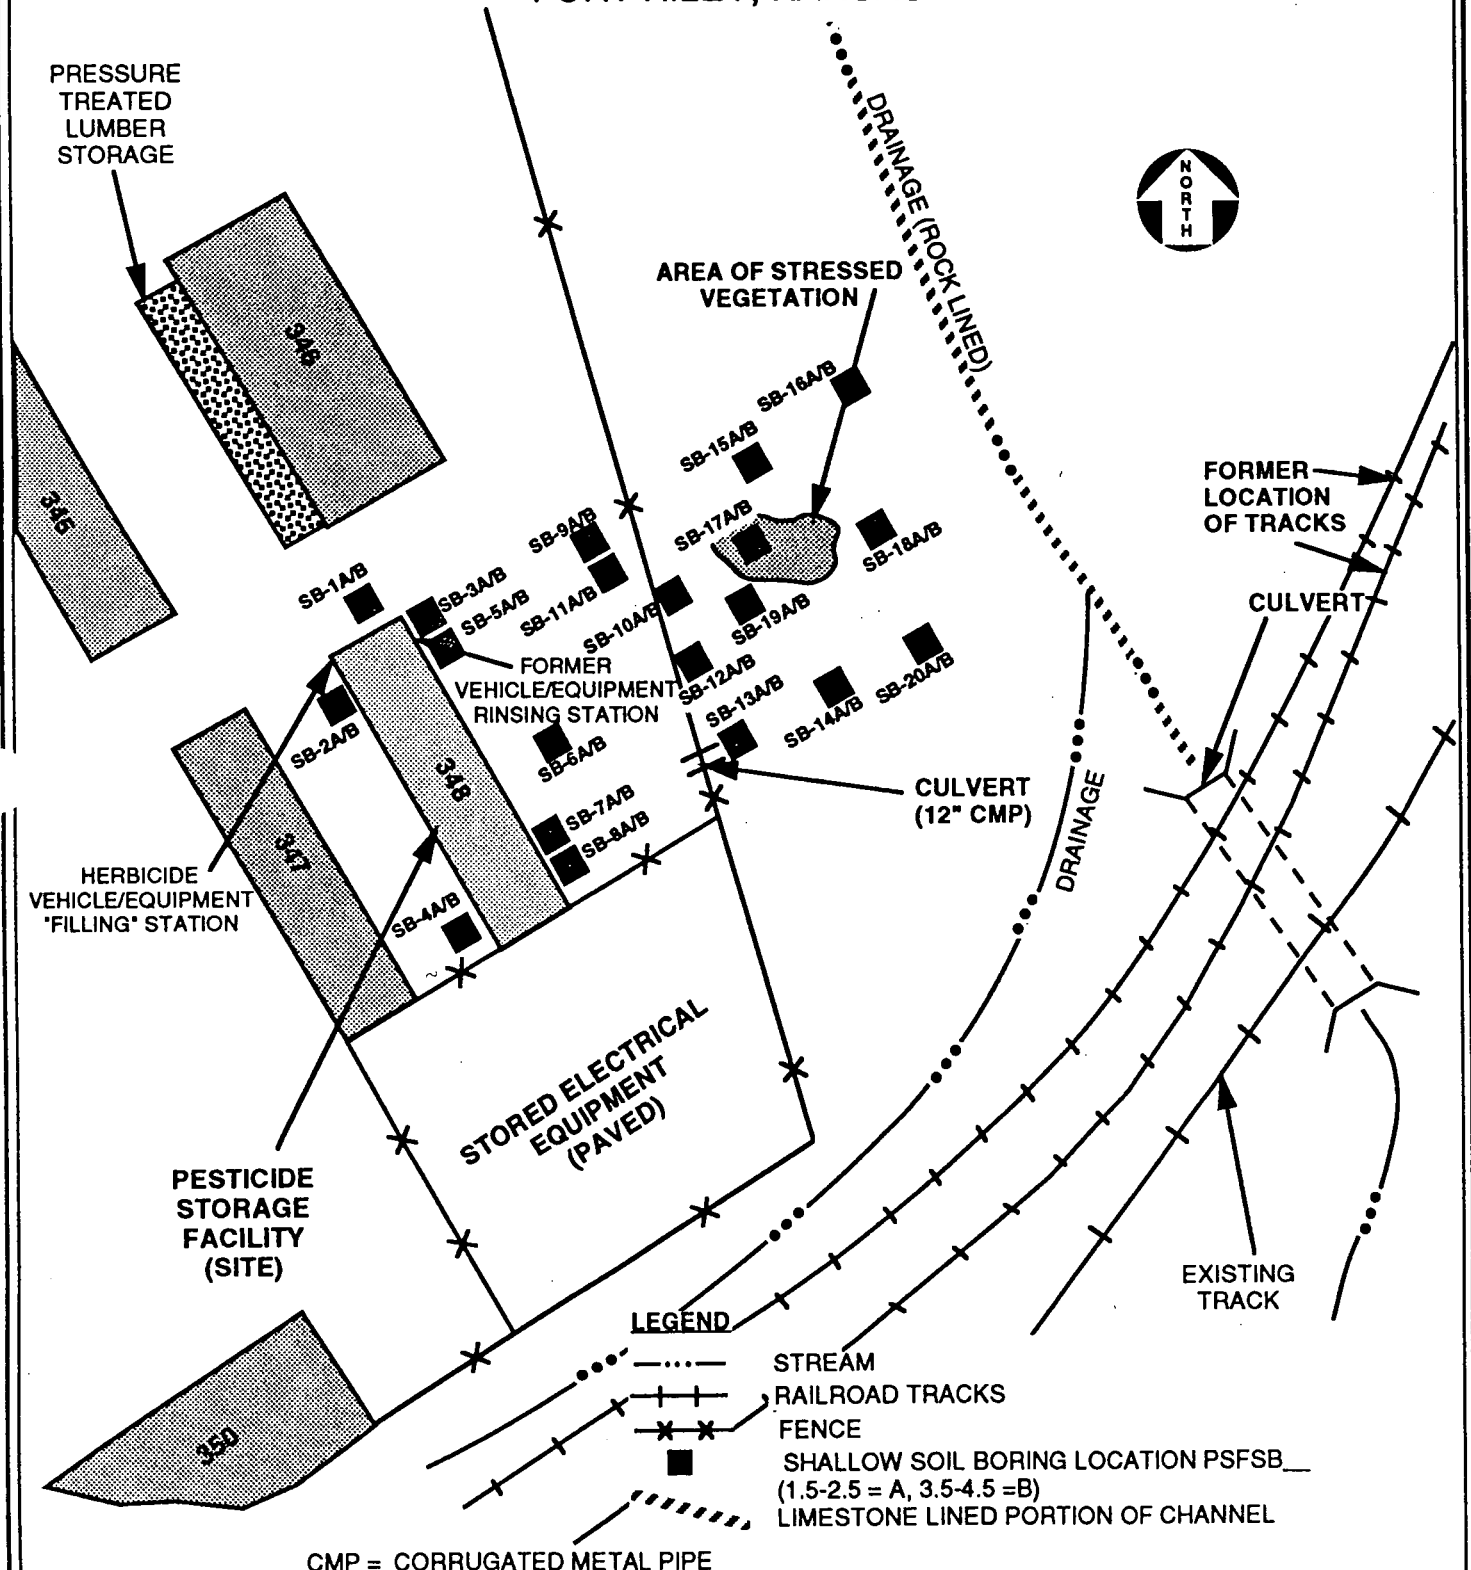 PRESSURE
TREATED
LUMBER
STORAGE
DRAINAGE (ROCK LINED)
NORTH
AREA OF STRESSED
VEGETATION
346
345
SB-16A/B
SB-15A/B
SB-17A/B
SB-18A/B
FORMER
LOCATION
OF TRACKS
CULVERT
SB-9A/B
SB-1A/B
SB-3A/B
SB-5A/B
SB-11A/B
SB-10A/B
SB-19A/B
FORMER
VEHICLE/EQUIPMENT
RINSING STATION
SB-12A/B
SB-13A/B
SB-14A/B
SB-20A/B
SB-2A/B
SB-6A/B
348
CULVERT
(12" CMP)
DRAINAGE
SB-7A/B
SB-8A/B
347
HERBICIDE
VEHICLE/EQUIPMENT
"FILLING" STATION
SB-4A/B
STORED ELECTRICAL
EQUIPMENT
(PAVED)
PESTICIDE
STORAGE
FACILITY
(SITE)
EXISTING
TRACK
350
LEGEND
STREAM
RAILROAD TRACKS
FENCE
SHALLOW SOIL BORING LOCATION PSFSB__
(1.5-2.5 = A, 3.5-4.5 =B)
LIMESTONE LINED PORTION OF CHANNEL
CMP = CORRUGATED METAL PIPE